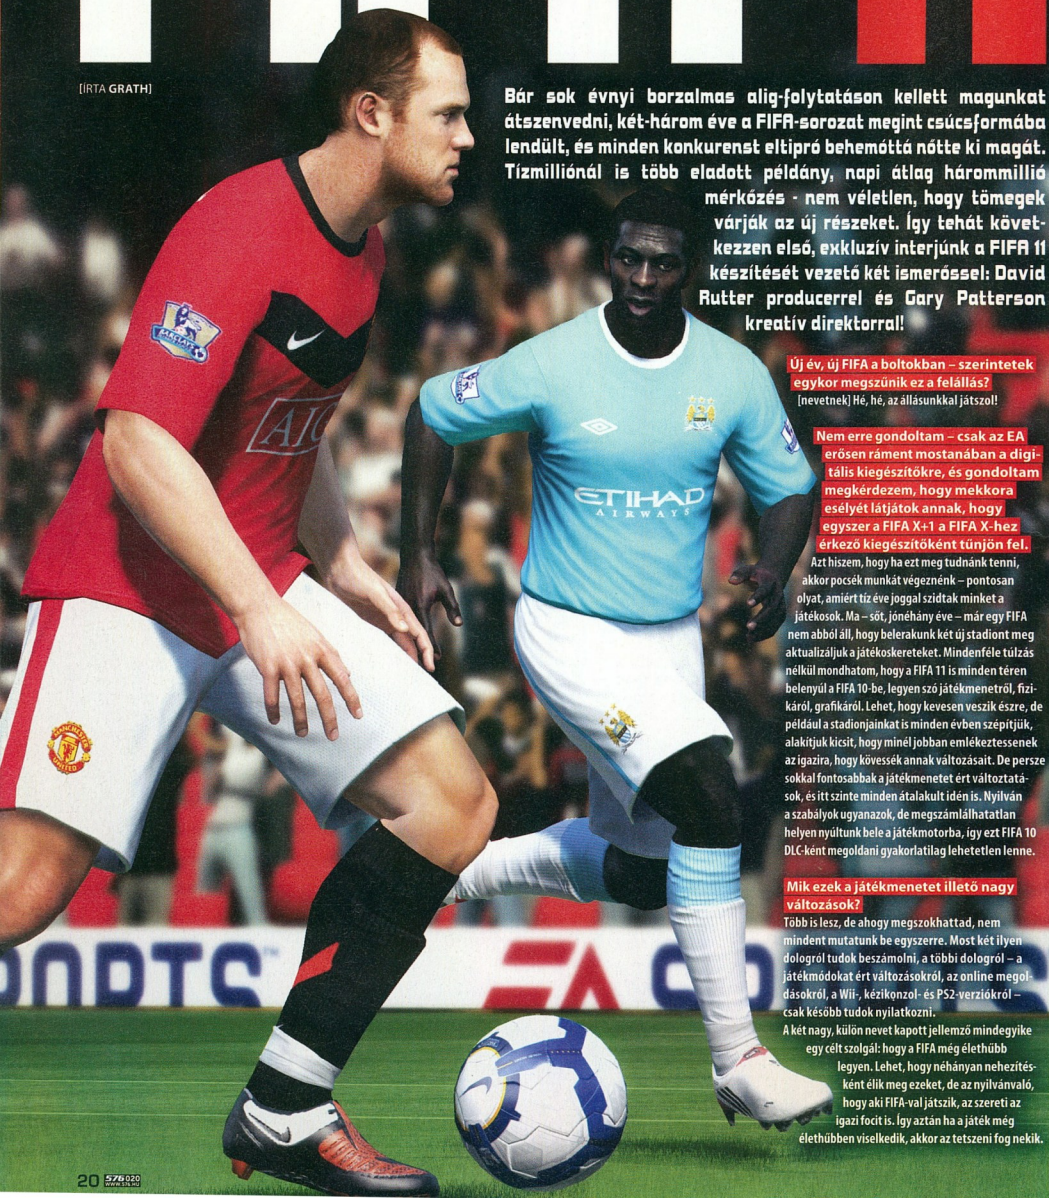 [ÍRTA GRATH]
Bár sok évnyi borzalmas alig-folytatáson kellett magunkat
átszenvedni, két-három éve a FIFA-sorozat megint csúcsformába
lendült, és minden konkurenst eltipró behemóttá nőtte ki magát.
Tízmilliónál is több eladott példány, napi átlag hárommillió
mérkőzés - nem véletlen, hogy tömegek
várják az új részeket. Így tehát követ-
kezzen első, exkluzív interjúnk a FIFA 11
készítését vezető két ismerőssel: David
Rutter producerrel és Gary Patterson
kreatív direktorral!
Új év, új FIFA a boltokban – szerintetek
egykor megszűnik ez a felállás?
[nevetnek] Hé, hé, az állásunkkal játszol!
Nem erre gondoltam – csak az EA
erősen ráment mostanában a digi-
tális kiegészítőkre, és gondoltam
megkérdezem, hogy mekkora
esélyét látjátok annak, hogy
egyszer a FIFA X+1 a FIFA X-hez
érkező kiegészítőként tűnjön fel.
Azt hiszem, hogy ha ezt meg tudnánk tenni,
akkor pocsék munkát végeznénk – pontosan
olyat, amiért tíz éve joggal szidtak minket a
játékosok. Ma – sőt, jónéhány éve – már egy FIFA
nem abból áll, hogy belerakunk két új stadiont meg
aktualizáljuk a játékoskereteket. Mindenféle túlzás
nélkül mondhatom, hogy a FIFA 11 is minden téren
belenyúl a FIFA 10-be, legyen szó játékmenetről, fizi-
káról, grafikáról. Lehet, hogy kevesen veszik észre, de
például a stadionjainkat is minden évben szépítjük,
alakítjuk kicsit, hogy minél jobban emlékeztessenek
az igazira, hogy kövessék annak változásait. De persze
sokkal fontosabbak a játékmenetet ért változtatá-
sok, és itt szinte minden átalakult idén is. Nyilván
a szabályok ugyanazok, de megszámlálhatatlan
helyen nyúltunk bele a játékmotorba, így ezt FIFA 10
DLC-ként megoldani gyakorlatilag lehetetlen lenne.
Mik ezek a játékmenetet illető nagy
változások?
Több is lesz, de ahogy megszokhattad, nem
mindent mutatunk be egyszerre. Most két ilyen
dologról tudok beszámolni, a többi dologról – a
játékmódokat ért változásokról, az online megol-
dásokról, a Wii-, kézikonzol- és PS2-verziókról –
csak később tudok nyilatkozni.
A két nagy, külön nevet kapott jellemző mindegyike
egy célt szolgál: hogy a FIFA még élethűbb
legyen. Lehet, hogy néhányan nehezítés-
ként élik meg ezeket, de az nyilvánváló,
hogy aki FIFA-val játszik, az szereti az
igazi focit is. Így aztán ha a játék még
élethűbben viselkedik, akkor az tetszeni fog nekik.
BARCLAYS
AIG
ETIHAD
AIRWAYS
MANCHESTER
UNITED
PORTS
EA
20 576 020
WWW.576.HU